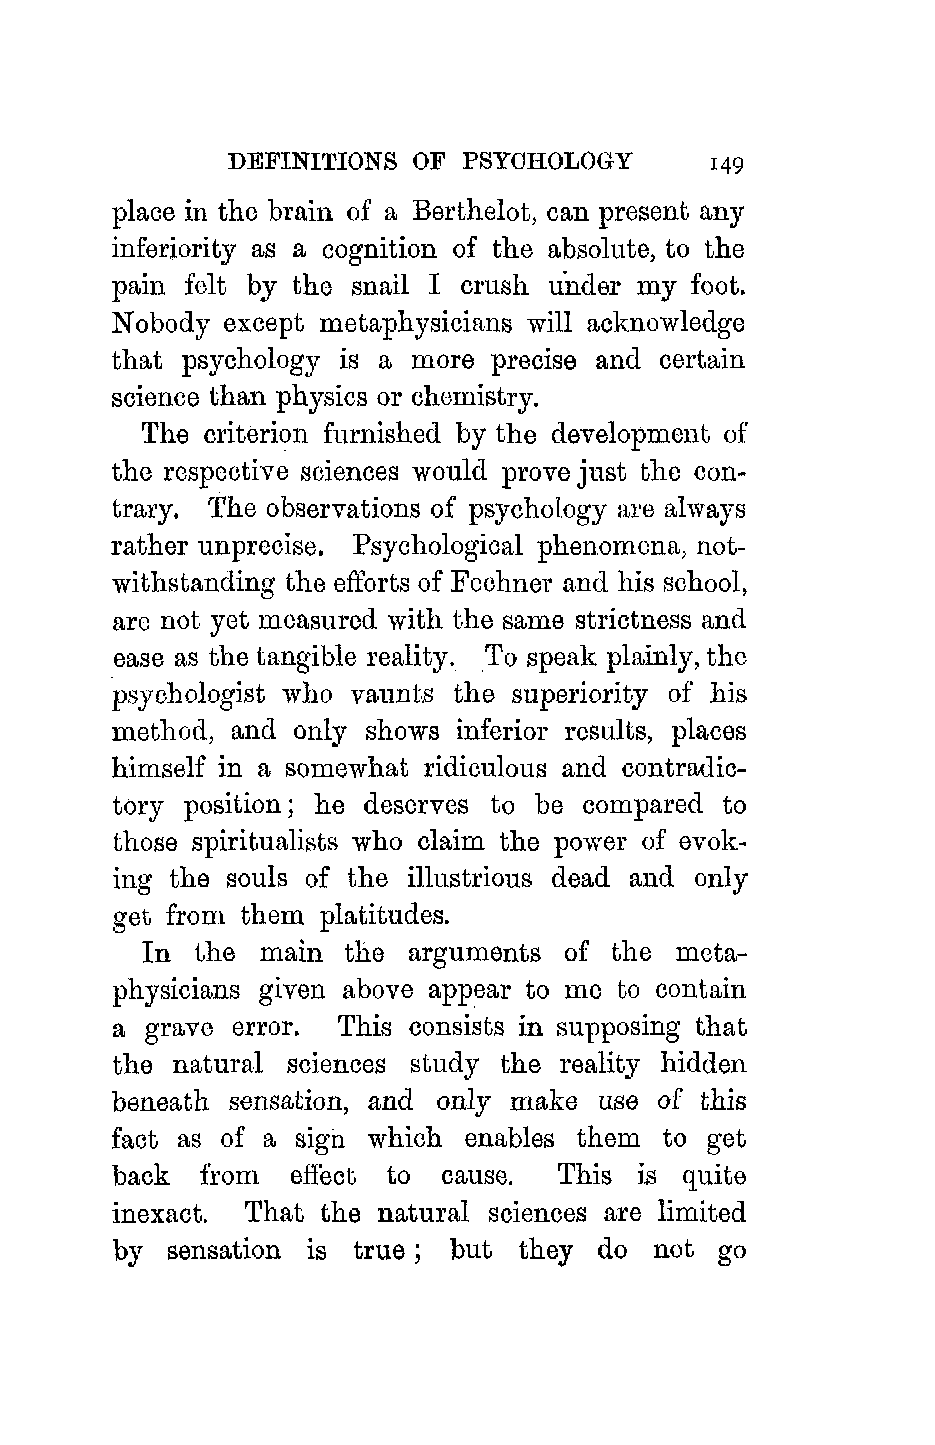 DEFINITIONS OF PSYCHOLOGY 149
place in the brain of a Berthelot, can present any
inferiority as a cognition of the absolute, to the
pain felt by the snail I crush under my foot.
Nobody except metaphysicians will acknowledge
that psychology is a more precise and certain
science than physics or chemistry.
The criterion furnished by the development of
the respective sciences would prove just the con-
trary. The observations of psychology are always
rather unprecise. Psychological phenomena, not-
withstanding the efforts of Fechner and his school,
are not yet measured with the same strictness and
ease as the tangible reality. To speak plainly, the
psychologist who vaunts the superiority of his
method, and only shows inferior results, places
himself in a somewhat ridiculous and contradic-
tory position; he deserves to be compared to
those spiritualists who claim the power of evok-
ing the souls of the illustrious dead and only
get from them platitudes.
In the main the arguments of the meta-
physicians given above appear to me to contain
a grave error. This consists in supposing that
the natural sciences study the reality hidden
beneath sensation, and only make use of this
fact as of a sign which enables them to get
back from effect to cause. This is quite
inexact. That the natural sciences are limited
by sensation is true; but they do not go